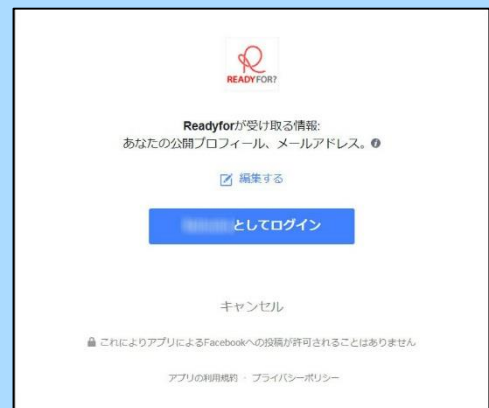 READYFOR?
Readyforが受け取る情報:
あなたの公開プロフィール、メールアドレス。
編集する
としてログイン
キャンセル
これによりアプリによるFacebookへの投稿が許可されることはありません
アプリの利用規約 · プライバシーポリシー